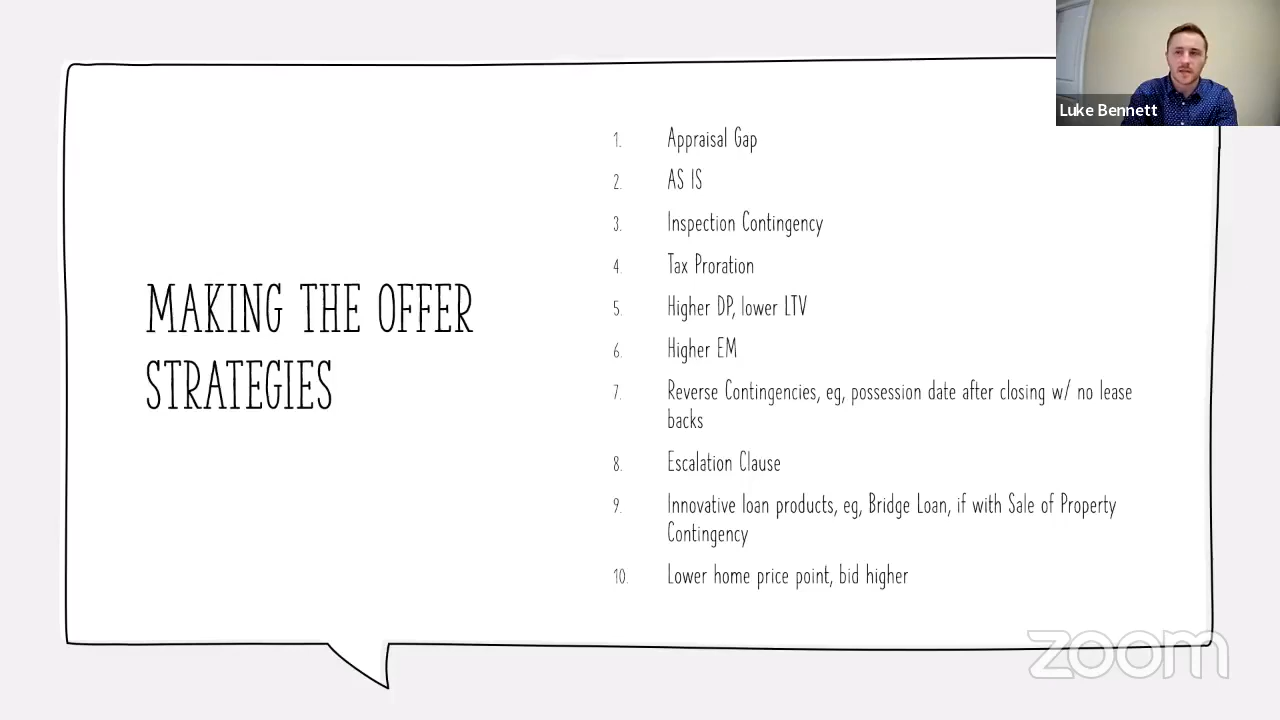 Luke Bennett
MAKING THE OFFER
STRATEGIES
1. Appraisal Gap
2. AS IS
3. Inspection Contingency
4. Tax Proration
5. Higher DP, lower LTV
6. Higher EM
7. Reverse Contingencies, eg, possession date after closing w/ no lease
backs
8. Escalation Clause
9. Innovative loan products, eg, Bridge Loan, if with Sale of Property
Contingency
10. Lower home price point, bid higher
zoom